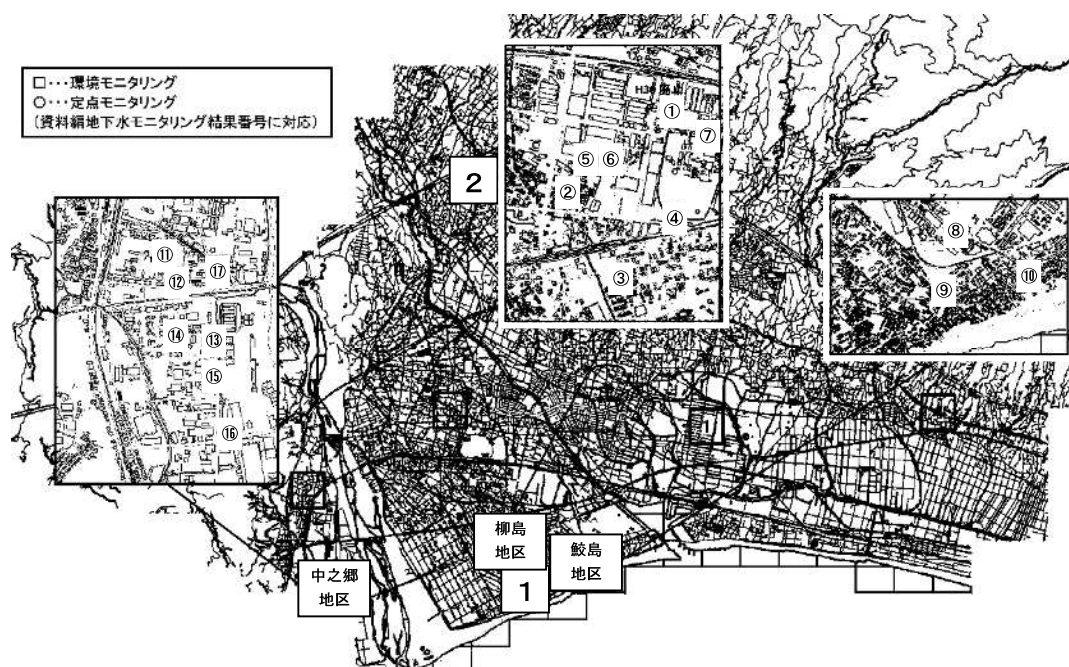 □・・・環境モニタリング
○・・・定点モニタリング
(資料編地下水モニタリング結果番号に対応)
2
①
⑦
⑤ ⑥
②
④
③
⑧
⑨
⑩
⑪
⑫
⑰
⑭
⑬
⑮
⑯
1
柳島
地区
鮫島
地区
中之郷
地区
1